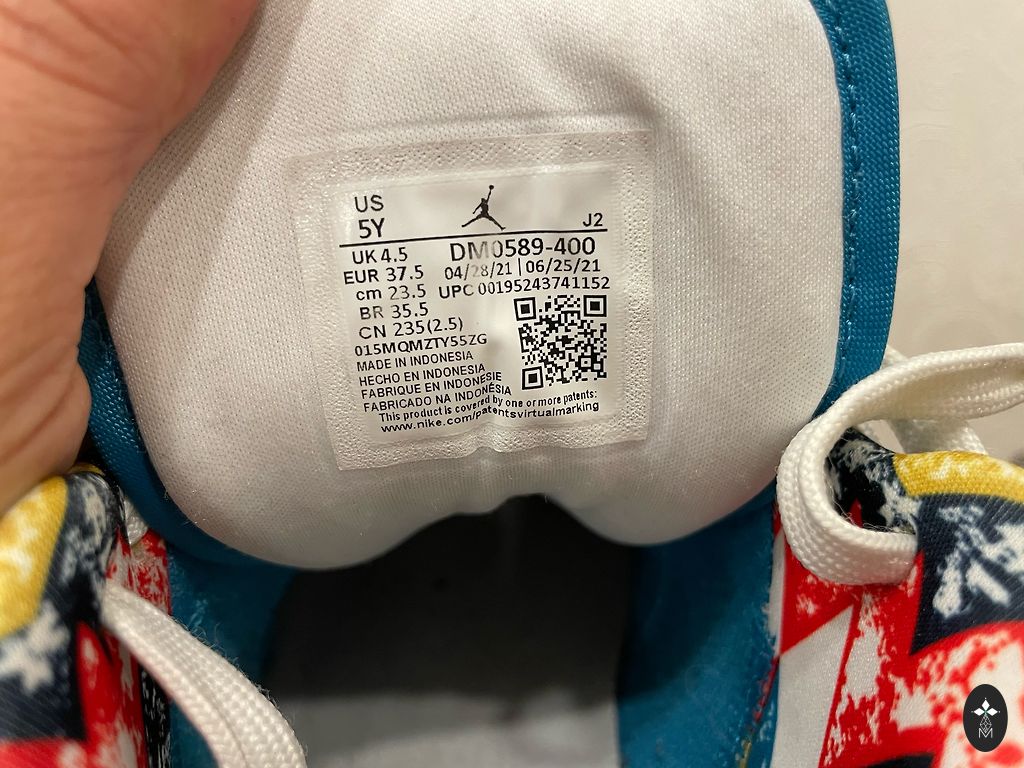 US
5Y
J2
UK 4.5
DM0589-400
EUR 37.5
04/28/21 | 06/25/21
cm 23.5
UPC 00195243741152
BR 35.5
CN 235(2.5)
015MQMZTY55ZG
MADE IN INDONESIA
HECHO EN INDONESIA
FABRIQUE EN INDONESIE
FABRICADO NA INDONÉSIA
This product is covered by one or more patents:
www.nike.com/patentsvirtualmarking
M